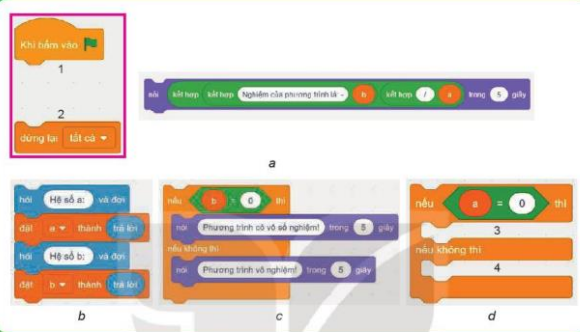 Khi bấm vào
1
2
dừng lại tất cả
nói kết hợp kết hợp Nghiệm của phương trình là: - b kết hợp / a trong 5 giây
a
hỏi Hệ số a: và đợi
đặt a thành trả lời
hỏi Hệ số b: và đợi
đặt b thành trả lời
b
nếu b = 0 thì
nói Phương trình có vô số nghiệm! trong 5 giây
nếu không thì
nói Phương trình vô nghiệm! trong 5 giây
c
nếu a = 0 thì
3
nếu không thì
4
d